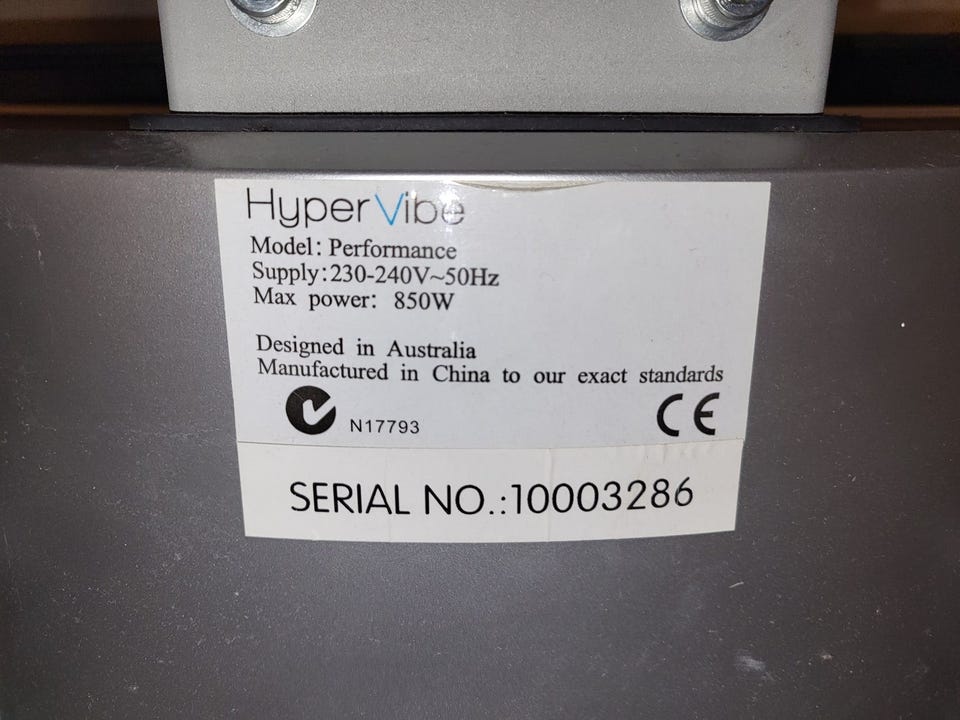 HyperVibe
Model: Performance
Supply:230-240V~50Hz
Max power: 850W
Designed in Australia
Manufactured in China to our exact standards
N17793 CE
SERIAL NO.:10003286